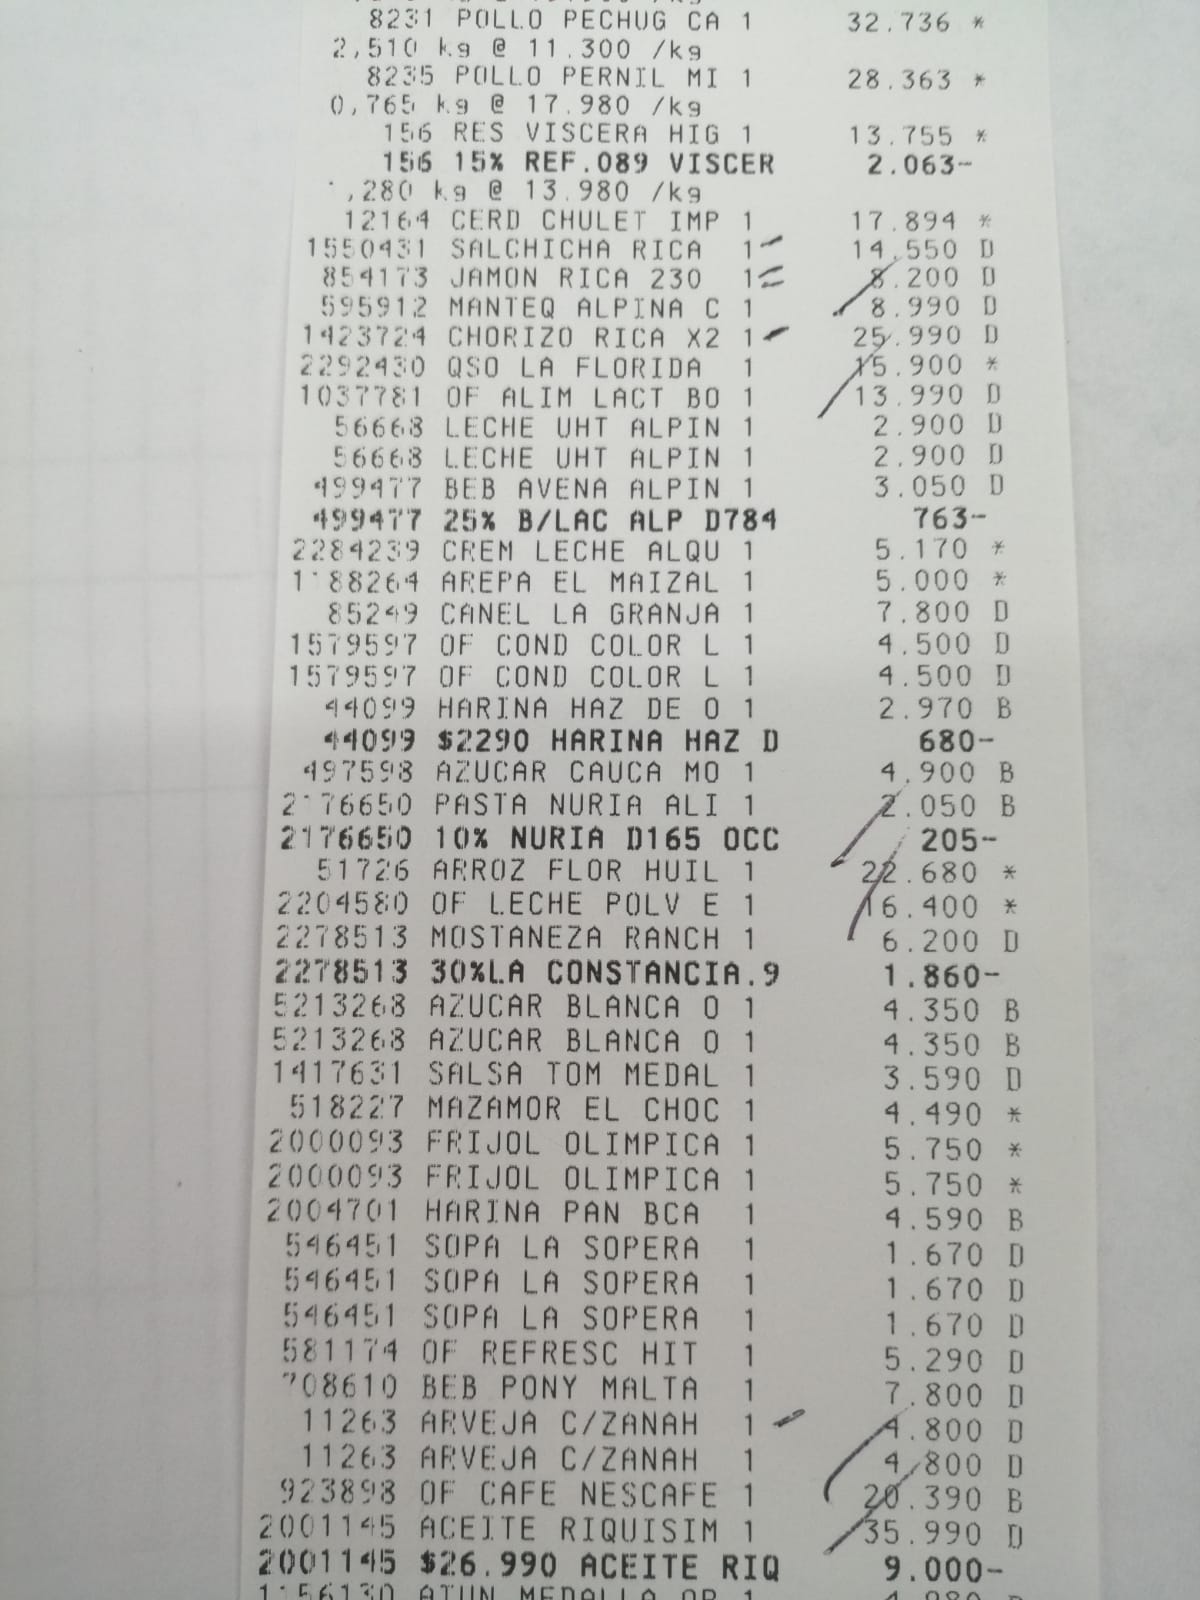 8231 POLLO PECHUG CA 1 32.736 *
2,510 kg @ 11.300 /kg
8235 POLLO PERNIL MI 1 28.363 *
0,765 kg @ 17.980 /kg
156 RES VISCERA HIG 1 13.755 *
156 15% REF.089 VISCER 2.063-
,280 kg @ 13.980 /kg
12164 CERD CHULET IMP 1 17.894 *
1550431 SALCHICHA RICA 1 14.550 D
854173 JAMON RICA 230 1 8.200 D
595912 MANTEQ ALPINA C 1 8.990 D
1423724 CHORIZO RICA X2 1 25.990 D
2292430 QSO LA FLORIDA 1 15.900 *
1037781 OF ALIM LACT BO 1 13.990 D
56668 LECHE UHT ALPIN 1 2.900 D
56668 LECHE UHT ALPIN 1 2.900 D
499477 BEB AVENA ALPIN 1 3.050 D
499477 25% B/LAC ALP D784 763-
2284239 CREM LECHE ALQU 1 5.170 *
1188264 AREPA EL MAIZAL 1 5.000 *
85249 CANEL LA GRANJA 1 7.800 D
1579597 OF COND COLOR L 1 4.500 D
1579597 OF COND COLOR L 1 4.500 D
44099 HARINA HAZ DE O 1 2.970 B
44099 $2290 HARINA HAZ D 680-
497598 AZUCAR CAUCA MO 1 4.900 B
2176650 PASTA NURIA ALI 1 2.050 B
2176650 10% NURIA D165 OCC 205-
51726 ARROZ FLOR HUIL 1 22.680 *
2204580 OF LECHE POLV E 1 16.400 *
2278513 MOSTANEZA RANCH 1 6.200 D
2278513 30%LA CONSTANCIA.9 1.860-
5213268 AZUCAR BLANCA O 1 4.350 B
5213268 AZUCAR BLANCA O 1 4.350 B
1417631 SALSA TOM MEDAL 1 3.590 D
518227 MAZAMOR EL CHOC 1 4.490 *
2000093 FRIJOL OLIMPICA 1 5.750 *
2000093 FRIJOL OLIMPICA 1 5.750 *
2004701 HARINA PAN BCA 1 4.590 B
546451 SOPA LA SOPERA 1 1.670 D
546451 SOPA LA SOPERA 1 1.670 D
546451 SOPA LA SOPERA 1 1.670 D
581174 OF REFRESC HIT 1 5.290 D
708610 BEB PONY MALTA 1 7.800 D
11263 ARVEJA C/ZANAH 1 4.800 D
11263 ARVEJA C/ZANAH 1 4.800 D
923898 OF CAFE NESCAFE 1 20.390 B
2001145 ACEITE RIQUISIM 1 35.990 D
2001145 $26.990 ACEITE RIQ 9.000-
ATUN MEDALLA OP 1